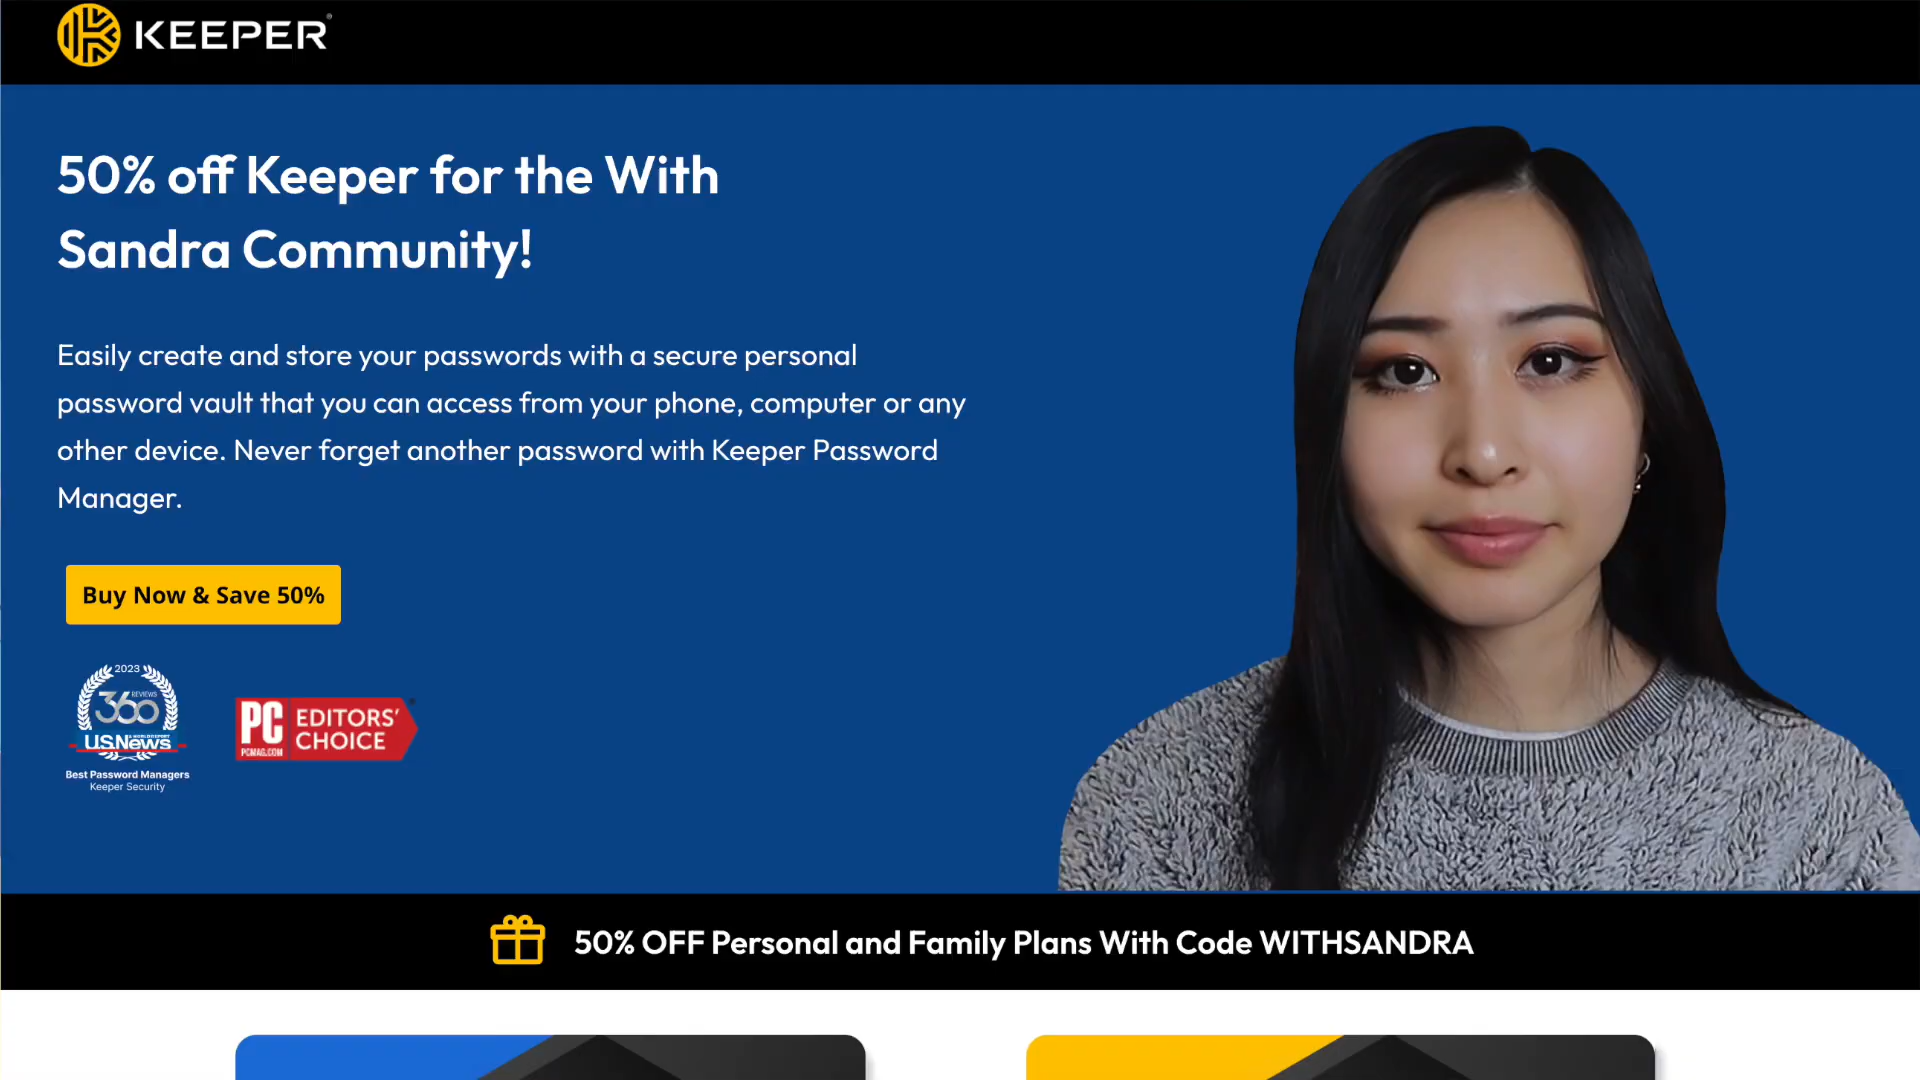 KEEPER
50% off Keeper for the With
Sandra Community!
Easily create and store your passwords with a secure personal
password vault that you can access from your phone, computer or any
other device. Never forget another password with Keeper Password
Manager.
Buy Now & Save 50%
2023
360 REVIEWS
U.S.News
& WORLD REPORT
Best Password Managers
Keeper Security
PC
PCMAG.COM
EDITORS'
CHOICE
50% OFF Personal and Family Plans With Code WITHSANDRA